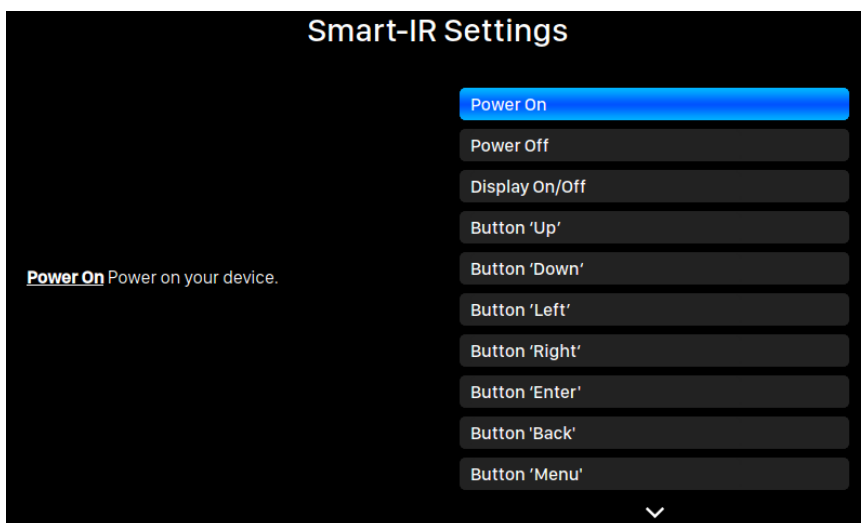 Smart-IR Settings
Power On
Power Off
Display On/Off
Button ‘Up’
Button ‘Down’
Power On Power on your device.
Button ‘Left’
Button ‘Right’
Button ‘Enter'
Button 'Back'
Button ‘Menu'